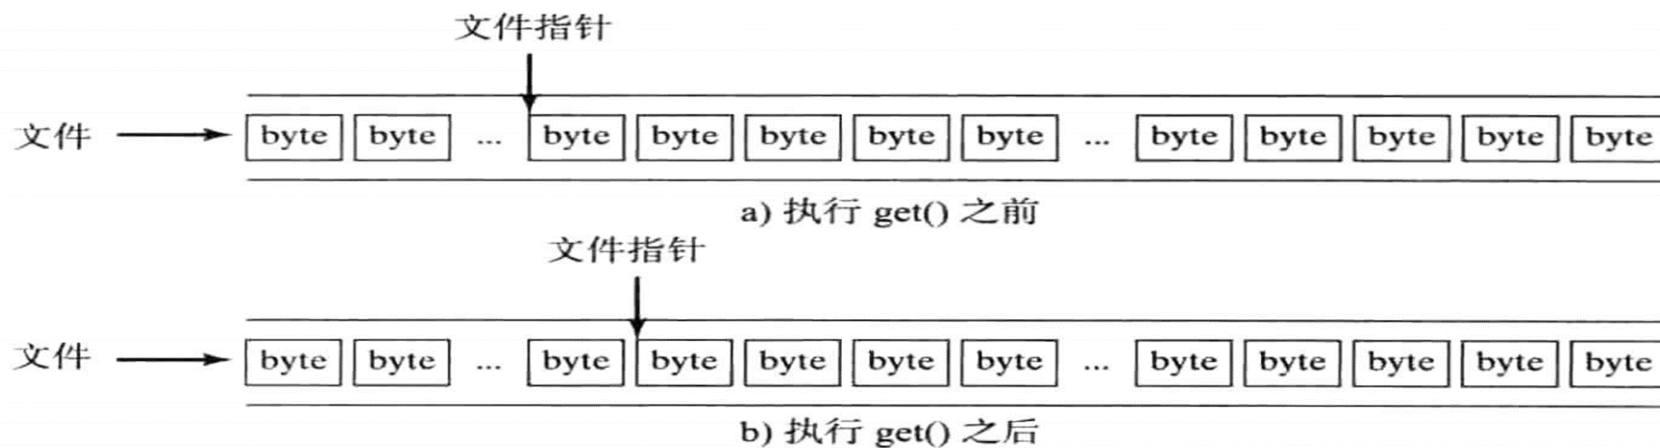 文件指针
文件 byte byte ... byte byte byte byte byte ... byte byte byte byte byte
a) 执行 get() 之前
文件指针
文件 byte byte ... byte byte byte byte byte ... byte byte byte byte byte
b) 执行 get() 之后